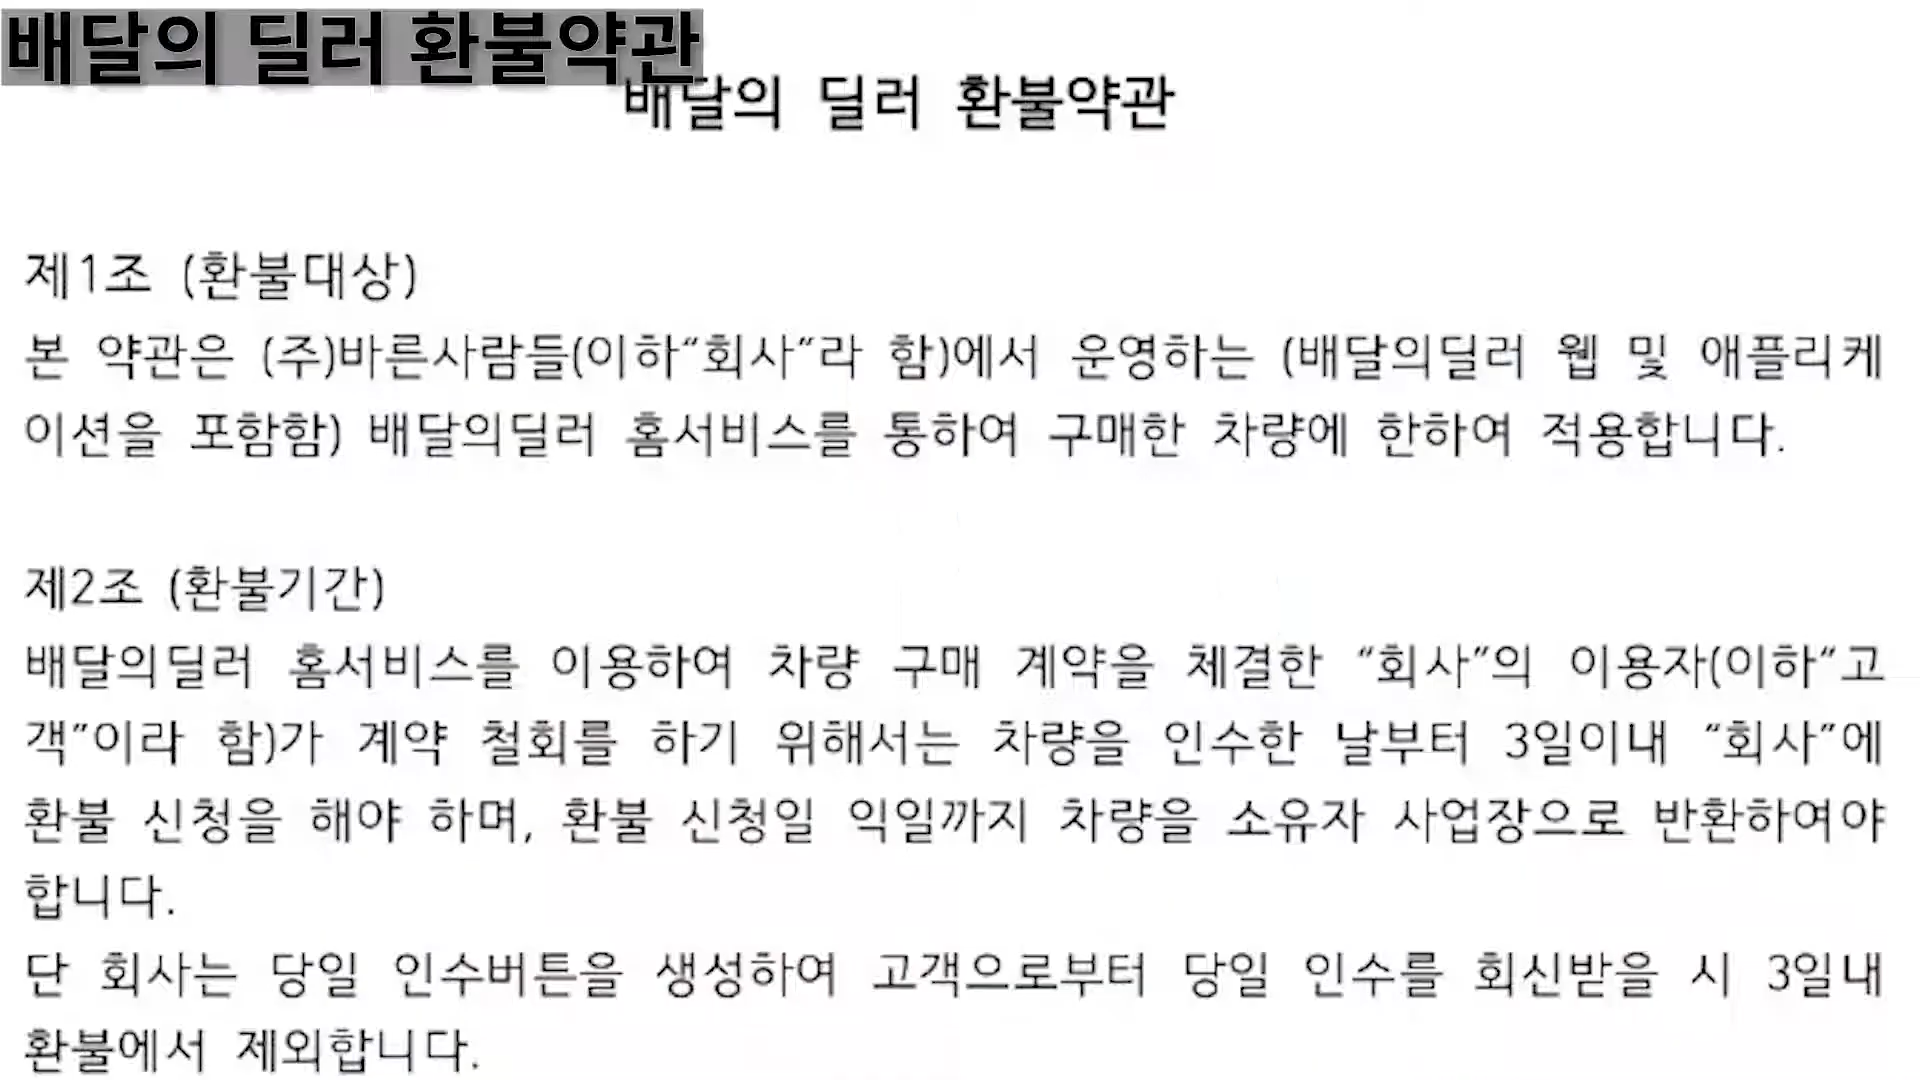 배달의 딜러 환불약관
배달의 딜러 환불약관
제1조 (환불대상)
본 약관은 (주)바른사람들(이하“회사”라 함)에서 운영하는 (배달의딜러 웹 및 애플리케
이션을 포함함) 배달의딜러 홈서비스를 통하여 구매한 차량에 한하여 적용합니다.
제2조 (환불기간)
배달의딜러 홈서비스를 이용하여 차량 구매 계약을 체결한 “회사”의 이용자(이하“고
객”이라 함)가 계약 철회를 하기 위해서는 차량을 인수한 날부터 3일이내 “회사”에
환불 신청을 해야 하며, 환불 신청일 익일까지 차량을 소유자 사업장으로 반환하여야
합니다.
단 회사는 당일 인수버튼을 생성하여 고객으로부터 당일 인수를 회신받을 시 3일내
환불에서 제외합니다.